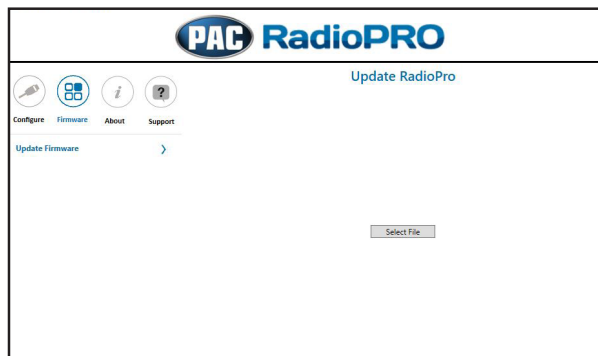 PAC RadioPRO
Update RadioPro
Configure Firmware About Support
Update Firmware
Select File